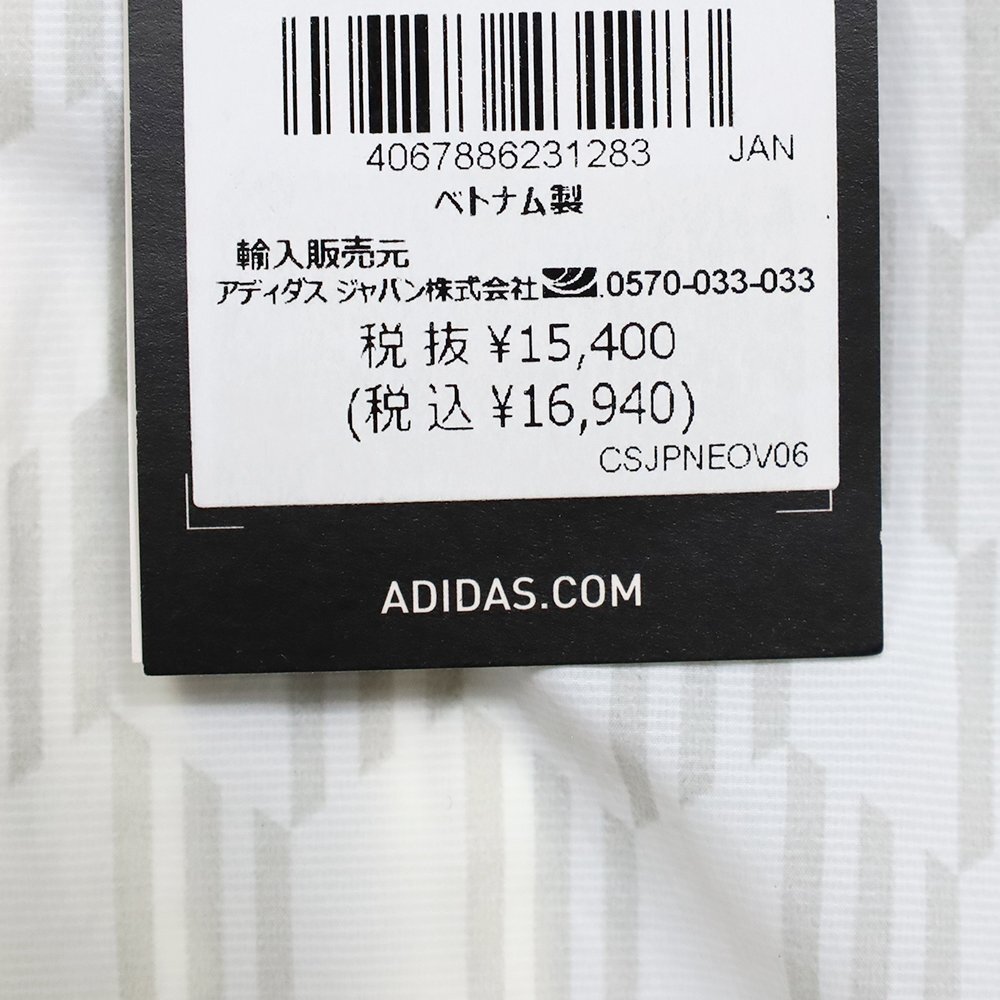 4067886231283 JAN
ベトナム製
輸入販売元
アディダス ジャパン株式会社 .0570-033-033
税抜 ¥15,400
(税込 ¥16,940)
CSJPNEOV06
ADIDAS.COM